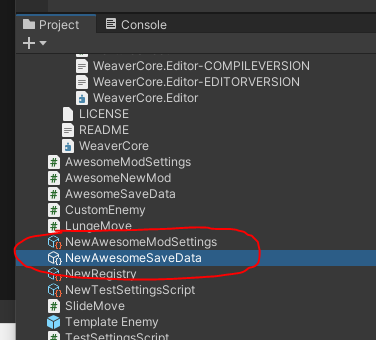 Project
Console
WeaverCore.Editor-COMPILEVERSION
WeaverCore.Editor-EDITORVERSION
WeaverCore.Editor
LICENSE
README
WeaverCore
AwesomeModSettings
AwesomeNewMod
AwesomeSaveData
CustomEnemy
LungeMove
NewAwesomeModSettings
NewAwesomeSaveData
NewRegistry
NewTestSettingsScript
SlideMove
Template Enemy
TestSettingsScript